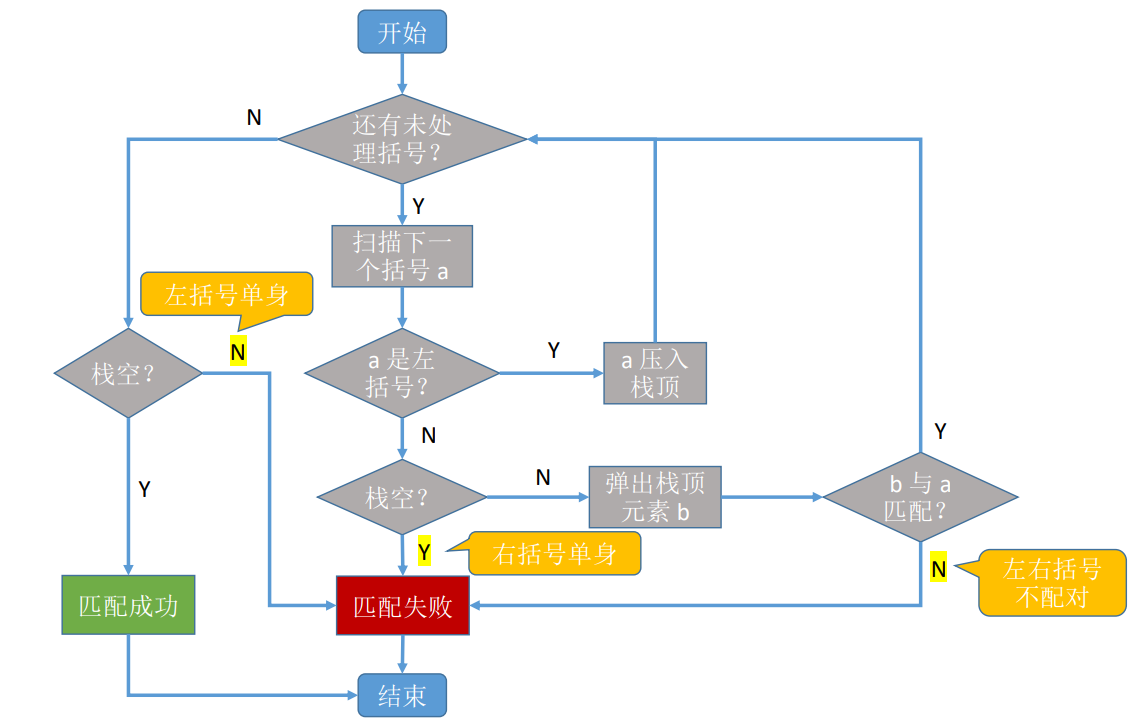 开始
N
还有未处
理括号？
Y
扫描下一
个括号 a
左括号单身
N
栈空？
a 是左
括号？
Y
a 压入
栈顶
N
Y
Y
栈空？
N
弹出栈顶
元素 b
b 与 a
匹配？
Y
右括号单身
N
左右括号
不配对
匹配成功
匹配失败
结束